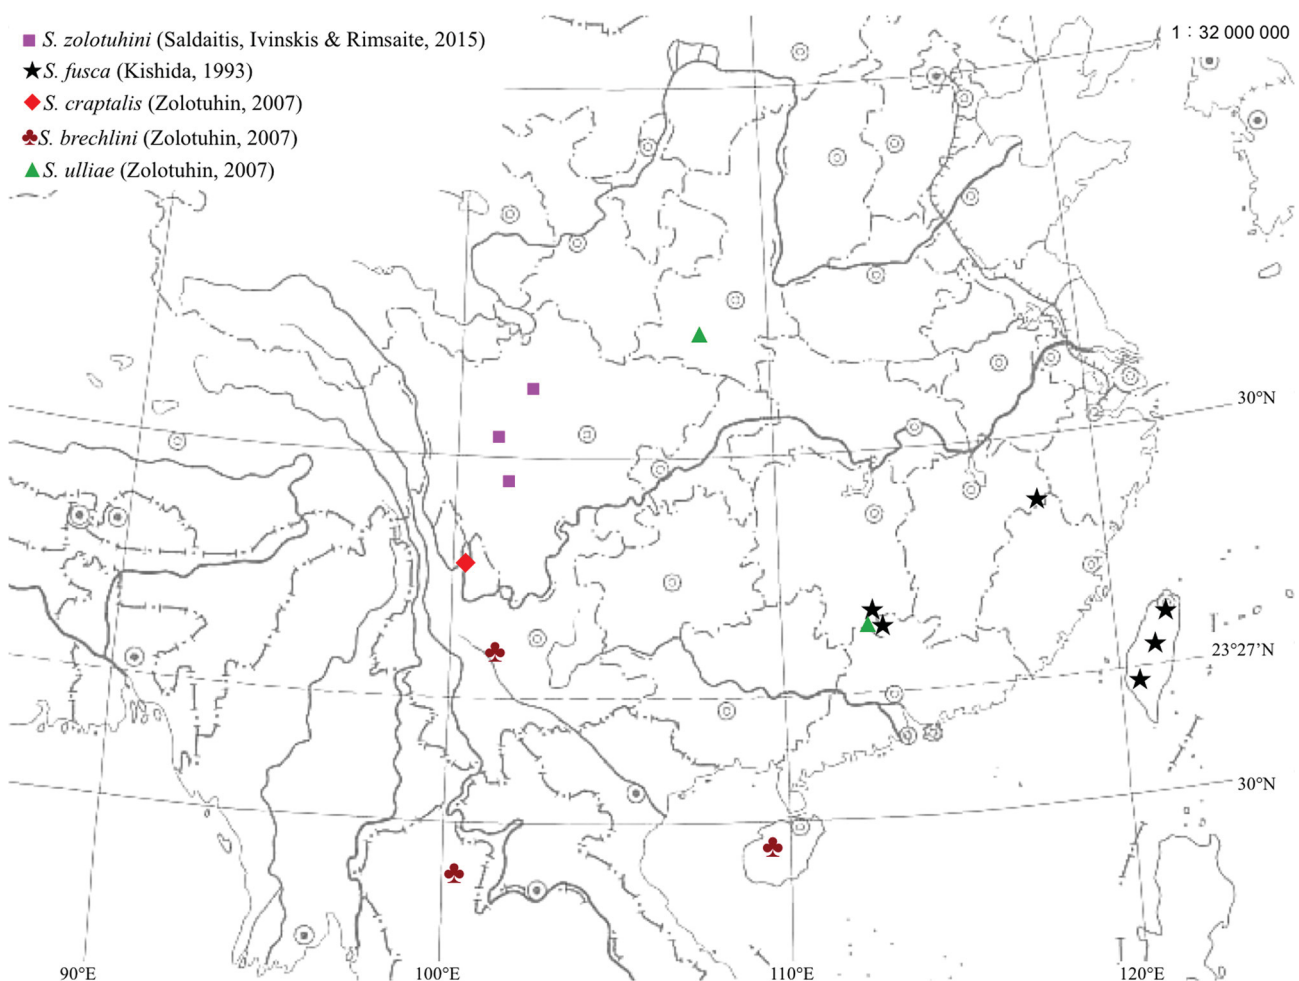 S. zolotuhini (Saldaitis, Ivinskis & Rimsaite, 2015)
1 : 32 000 000
S. fusca (Kishida, 1993)
S. craptalis (Zolotuhin, 2007)
S. brechlini (Zolotuhin, 2007)
S. ulliae (Zolotuhin, 2007)
30°N
23°27'N
30°N
90°E
100°E
110°E
120°E